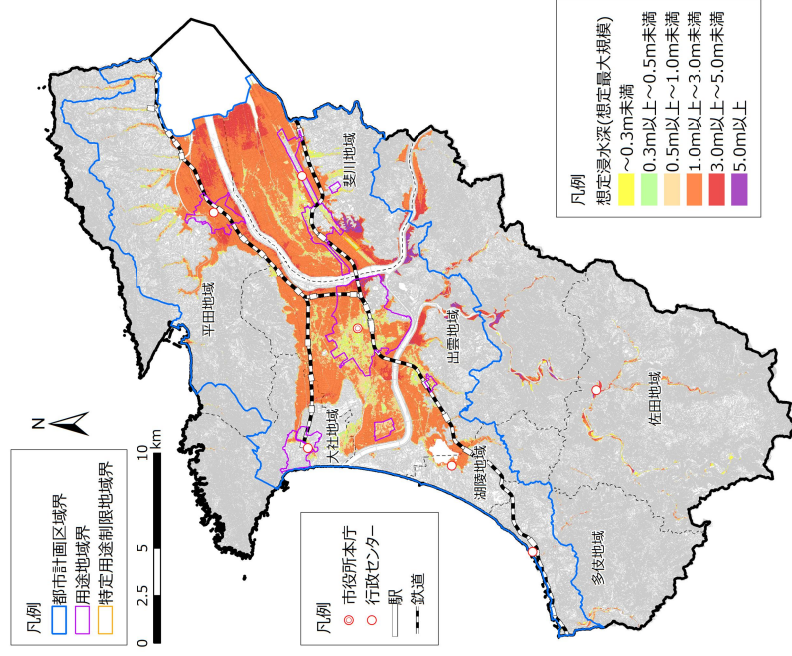 凡例
都市計画区域界
用途地域界
特定用途制限地域界
0
2.5
5
10
km
N
凡例
市役所本庁
行政センター
駅
鉄道
平田地域
斐川地域
大社地域
出雲地域
湖陵地域
佐田地域
多伎地域
凡例
想定浸水深(想定最大規模)
～0.3m未満
0.3m以上～0.5m未満
0.5m以上～1.0m未満
1.0m以上～3.0m未満
3.0m以上～5.0m未満
5.0m以上